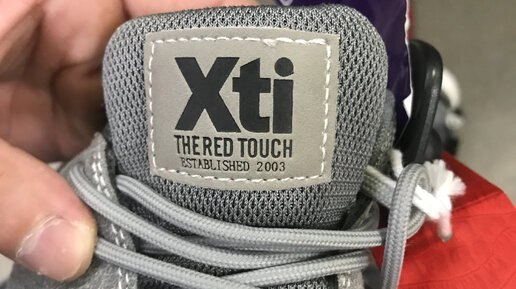 Xti
THE RED TOUCH
ESTABLISHED 2003